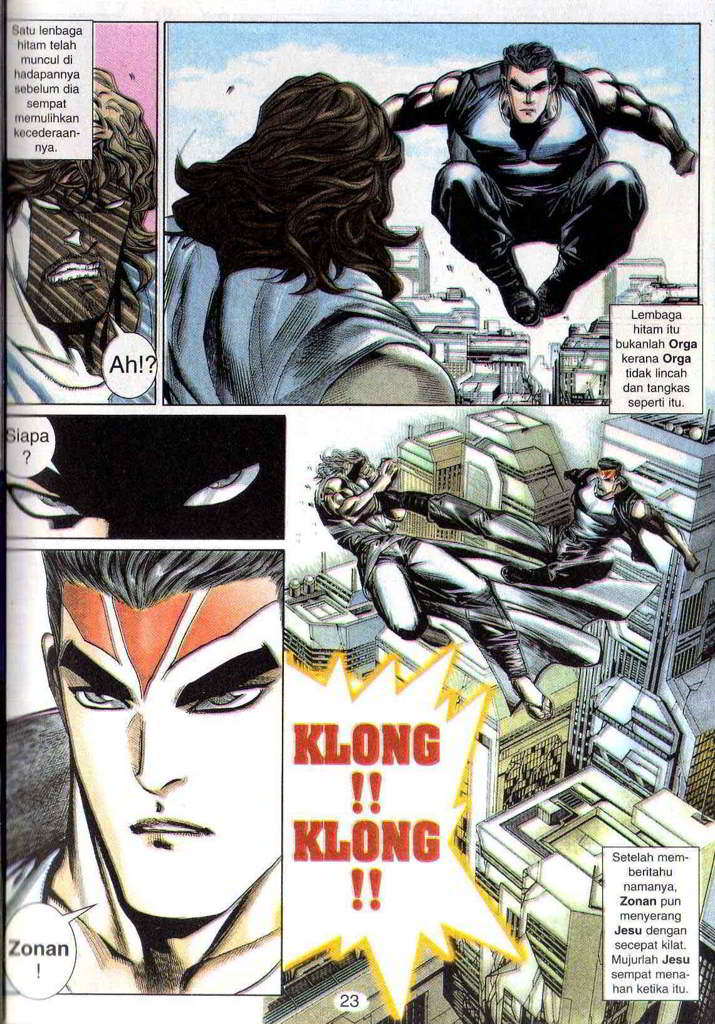 Satu lenbaga
hitam telah
muncul di
hadapannya
sebelum dia
sempat
memulihkan
kecederaan-
nya.
Ah!?
Lembaga
hitam itu
bukanlah Orga
kerana Orga
tidak lincah
dan tangkas
seperti itu.
Siapa
?
Zonan
!
KLONG
!!
KLONG
!!
Setelah mem-
beritahu
namanya,
Zonan pun
menyerang
Jesu dengan
secepat kilat.
Mujurlah Jesu
sempat mena-
han ketika itu.
23